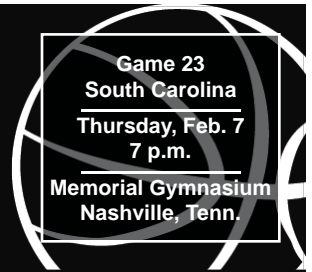 Game 23
South Carolina
Thursday, Feb. 7
7 p.m.
Memorial Gymnasium
Nashville, Tenn.